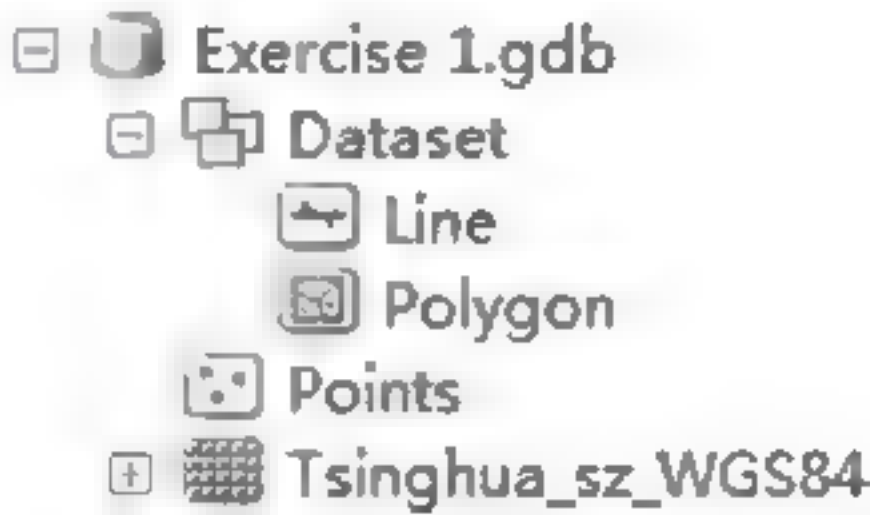 Exercise 1.gdb
Dataset
Line
Polygon
Points
Tsinghua_sz_WGS84